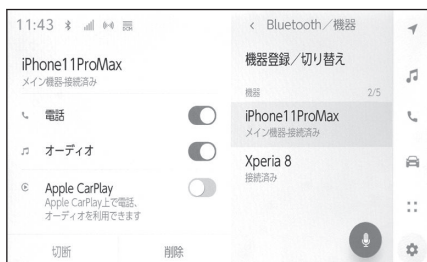 11:43
iPhone11ProMax
メイン機器-接続済み
電話
オーディオ
Apple CarPlay
Apple CarPlay上で電話、
オーディオを利用できます
切断
削除
< Bluetooth／機器
機器登録／切り替え
機器 2/5
iPhone11ProMax
メイン機器-接続済み
Xperia 8
接続済み